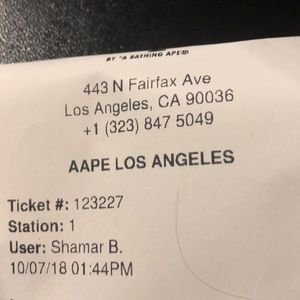 BY *A BATHING APE®
443 N Fairfax Ave
Los Angeles, CA 90036
+1 (323) 847 5049
AAPE LOS ANGELES
Ticket #: 123227
Station: 1
User: Shamar B.
10/07/18 01:44PM